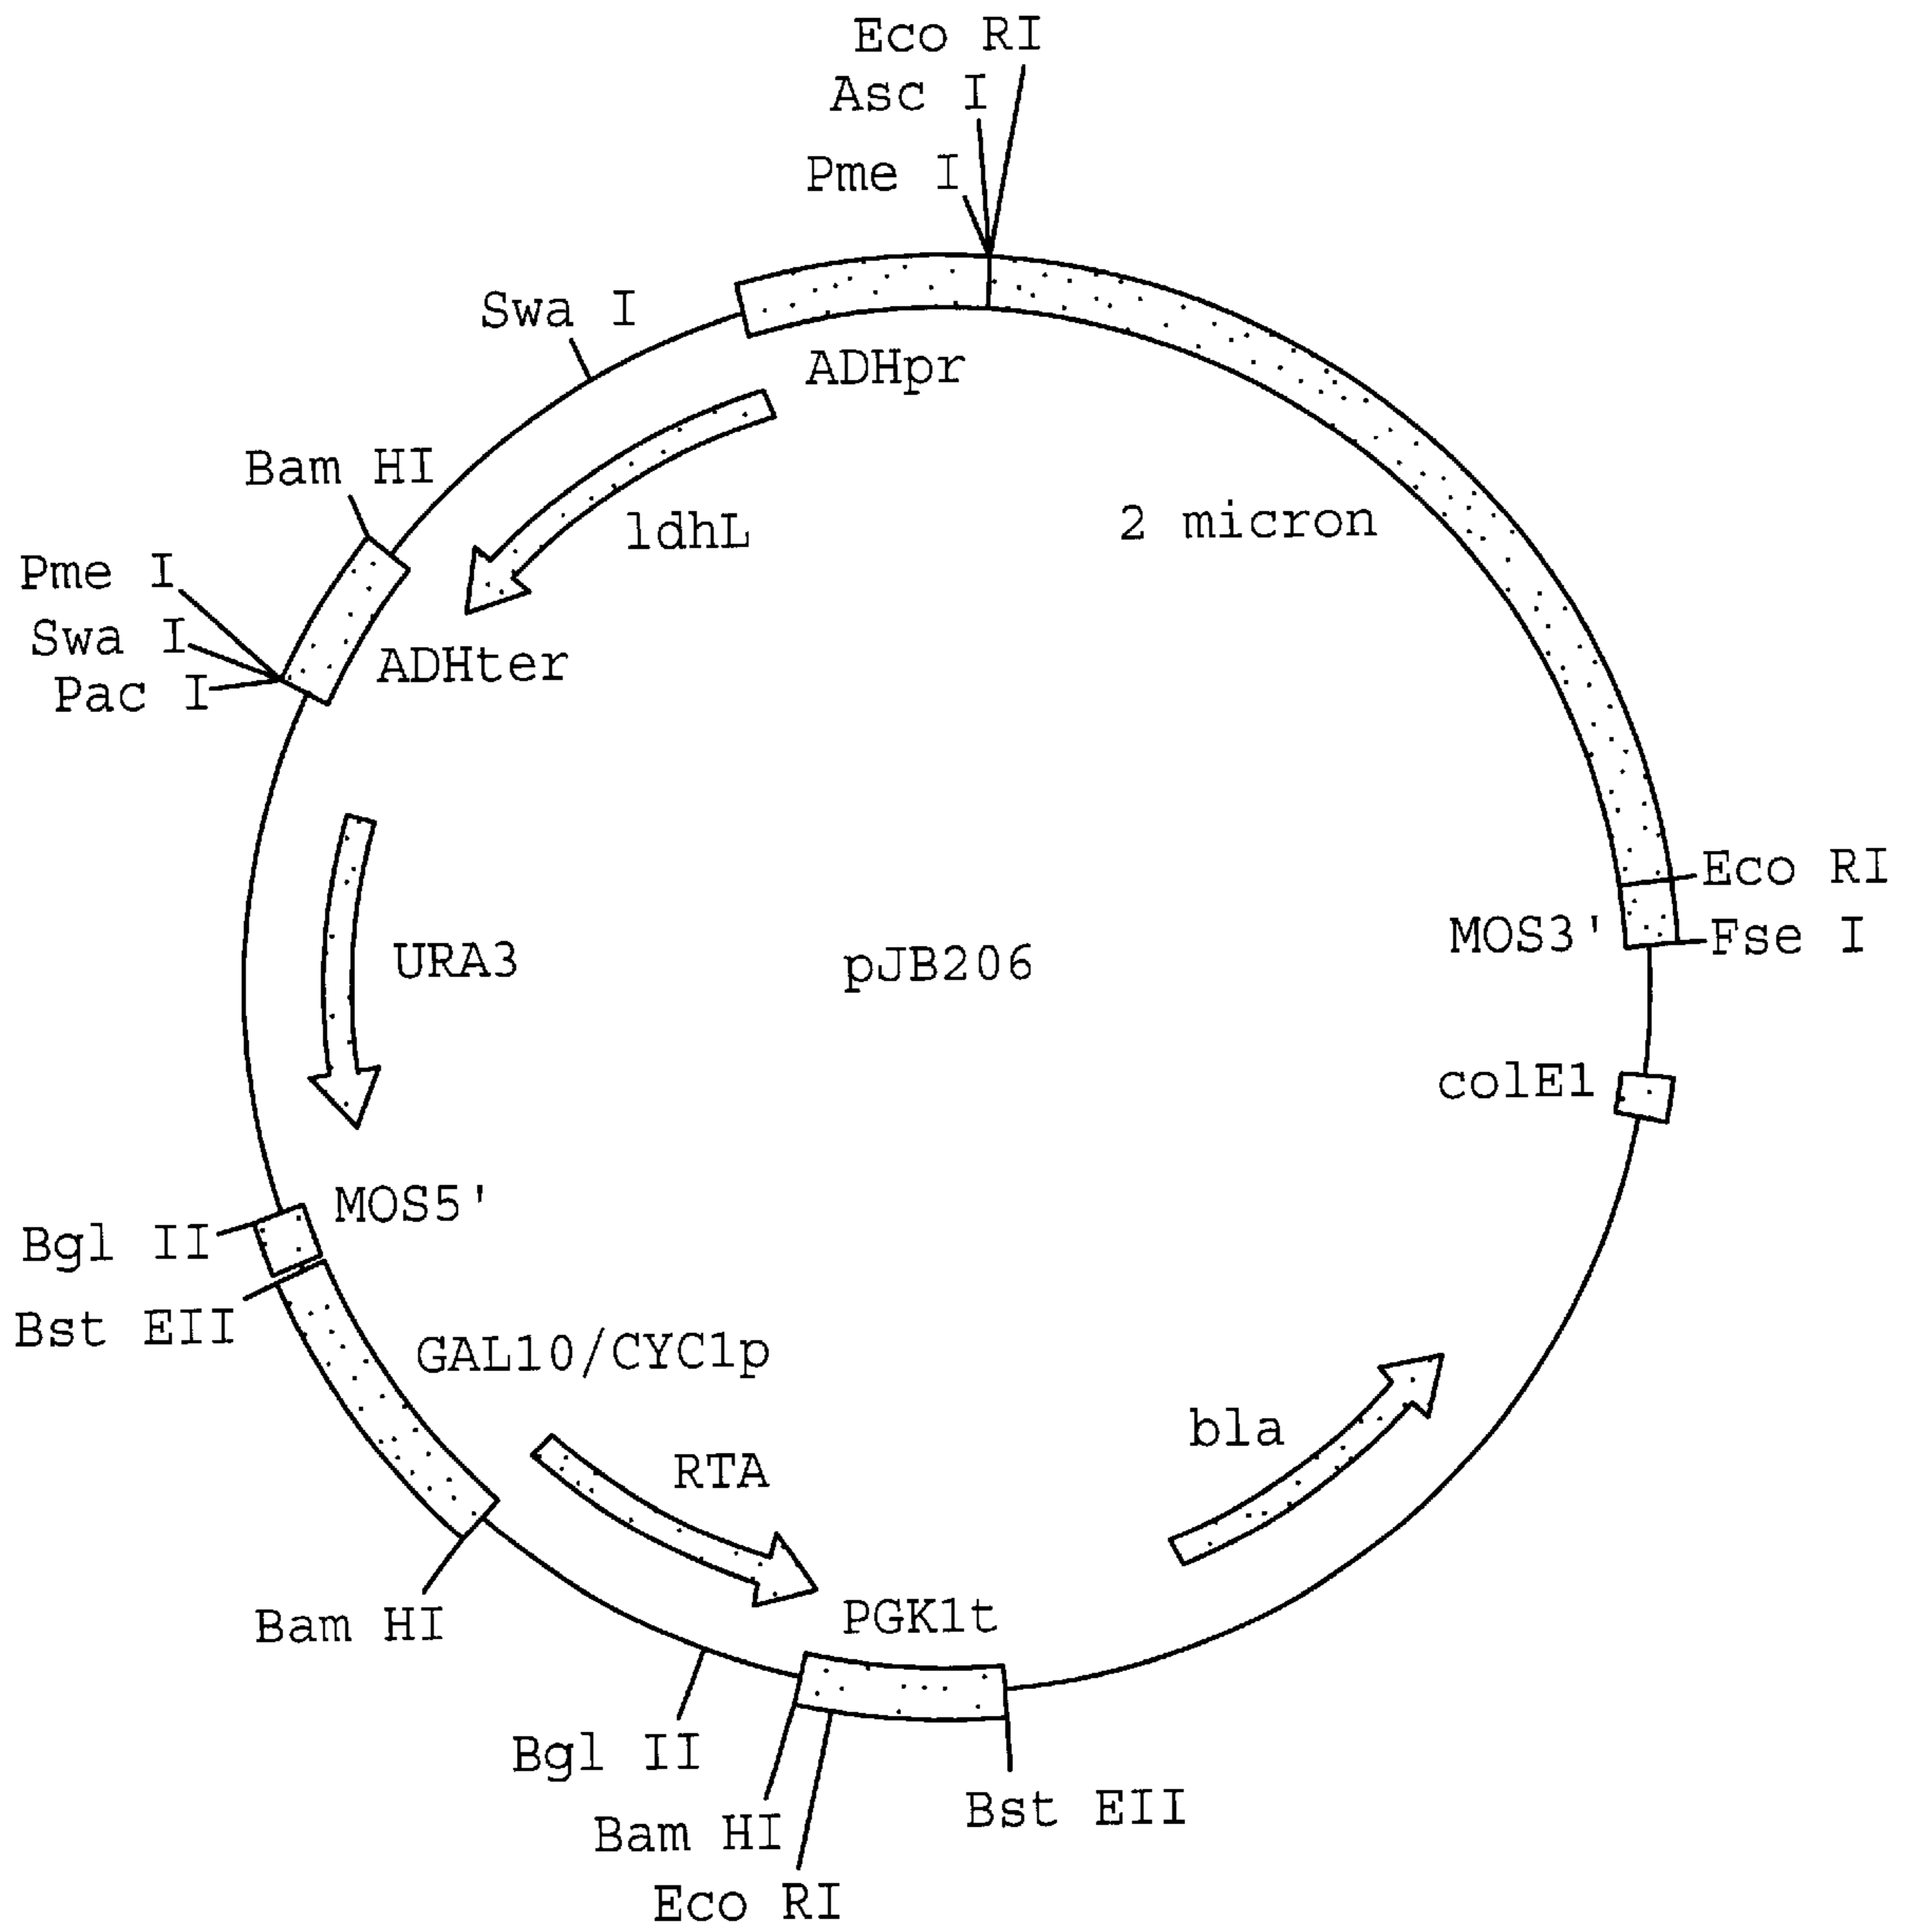 Eco RI
Asc I
Pme I
Swa I
ADHpr
Bam HI
2 micron
ldhL
Pme I
Swa I
ADHter
Pac I
Eco RI
MOS3'
Fse I
URA3
pJB206
colE1
MOS5'
Bgl II
Bst EII
GAL10/CYC1p
bla
RTA
PGK1t
Bam HI
Bgl II
Bst EII
Bam HI
Eco RI